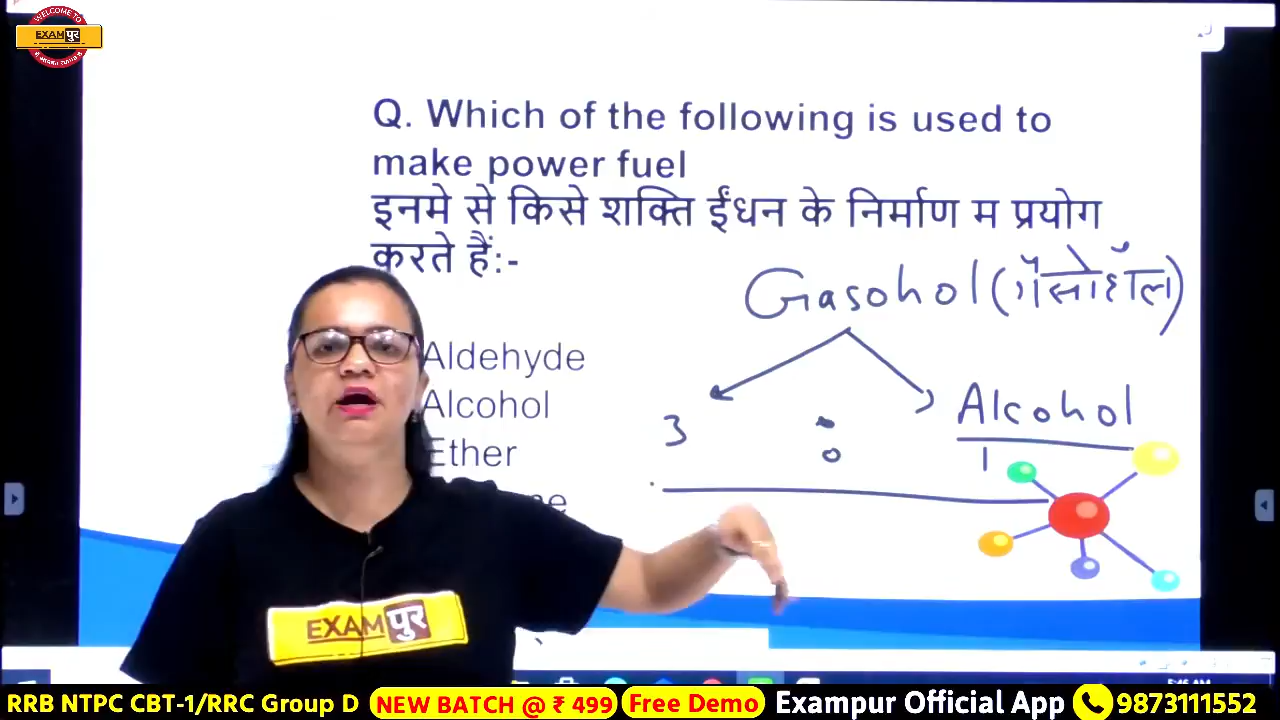 WELCOME TO
EXAMपुर
Q. Which of the following is used to
make power fuel
इनमे से किसे शक्ति ईंधन के निर्माण म प्रयोग
करते हैं:-
Gasohol (गॅसोहॉल)
Aldehyde
Alcohol
Ether
Alcohol
3 : 1
EXAMपुर
RRB NTPC CBT-1/RRC Group D NEW BATCH @ ₹ 499 Free Demo Exampur Official App 9873111552